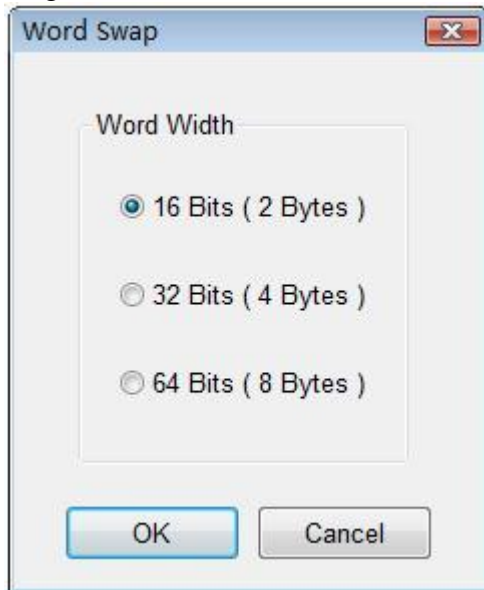 Word Swap
Word Width
16 Bits ( 2 Bytes )
32 Bits ( 4 Bytes )
64 Bits ( 8 Bytes )
OK Cancel